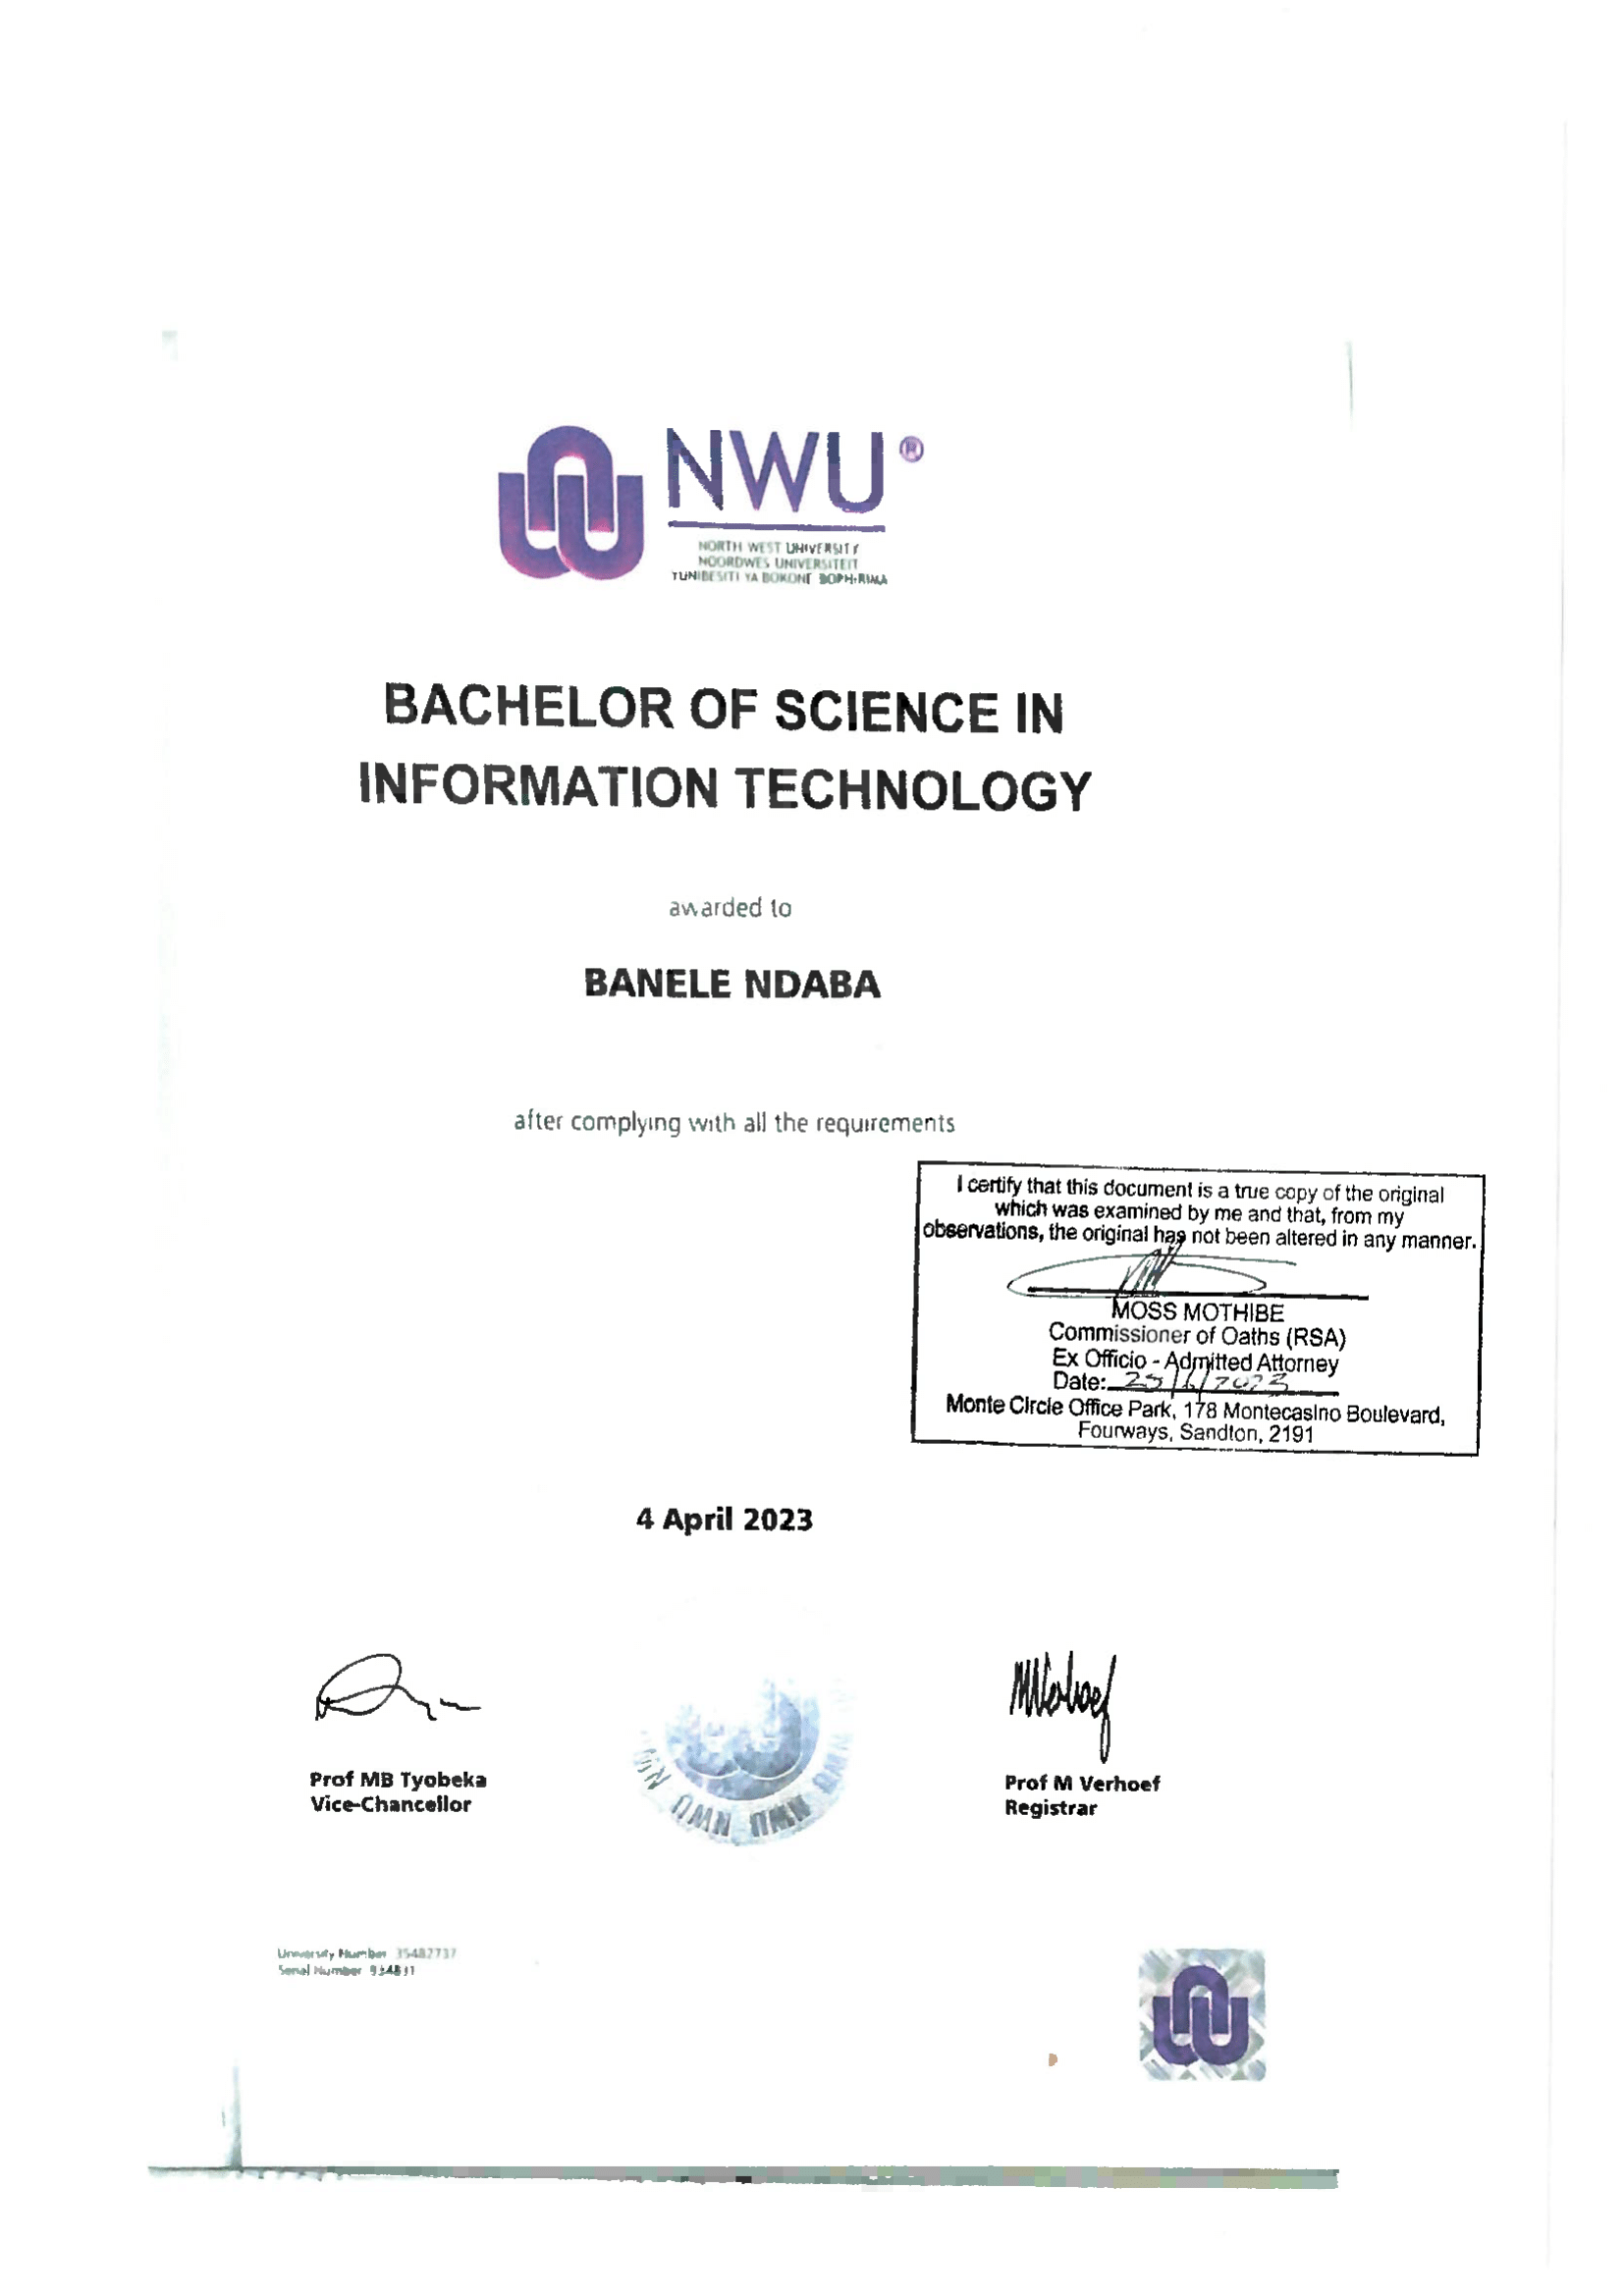 NWU®
NORTH WEST UNIVERSITY
NOORDWES UNIVERSITEIT
YUNIBESITI YA BOKONE BOPHIRIMA
BACHELOR OF SCIENCE IN
INFORMATION TECHNOLOGY
awarded to
BANELE NDABA
after complying with all the requirements
I certify that this document is a true copy of the original
which was examined by me and that, from my
observations, the original has not been altered in any manner.
MOSS MOTHIBE
Commissioner of Oaths (RSA)
Ex Officio - Admitted Attorney
Date:
Monte Circle Office Park, 178 Montecasino Boulevard,
Fourways, Sandton, 2191
4 April 2023
Prof MB Tyobeka
Vice-Chancellor
NWU NWU NWU
Prof M Verhoef
Registrar
University Number 35482737
Serial Number